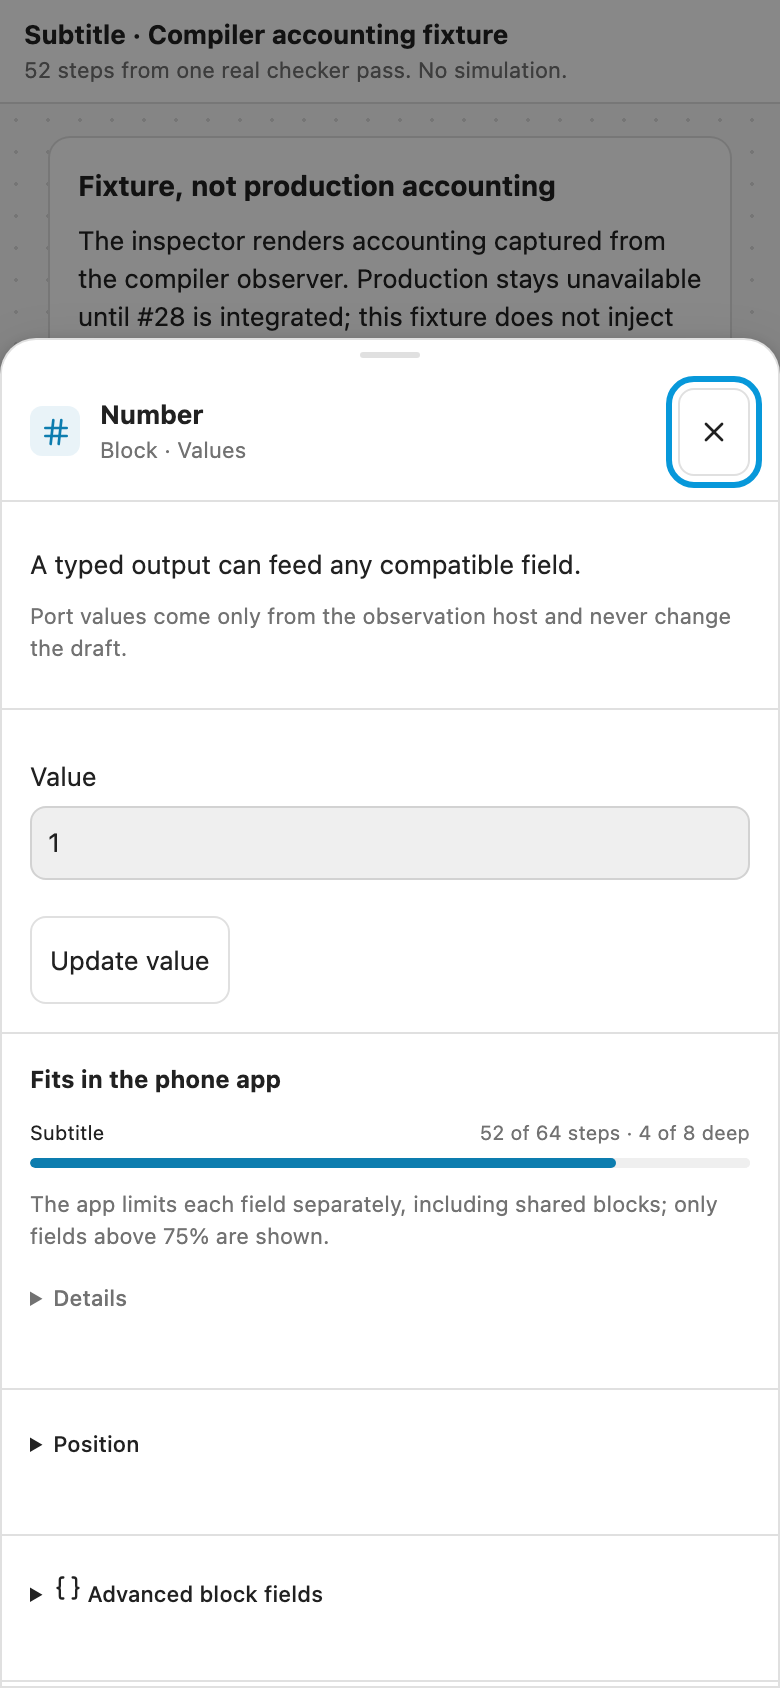 Subtitle · Compiler accounting fixture
52 steps from one real checker pass. No simulation.
Fixture, not production accounting
The inspector renders accounting captured from
the compiler observer. Production stays unavailable
until #28 is integrated; this fixture does not inject
Number
Block · Values
A typed output can feed any compatible field.
Port values come only from the observation host and never change
the draft.
Value
1
Update value
Fits in the phone app
Subtitle 52 of 64 steps · 4 of 8 deep
The app limits each field separately, including shared blocks; only
fields above 75% are shown.
Details
Position
{} Advanced block fields